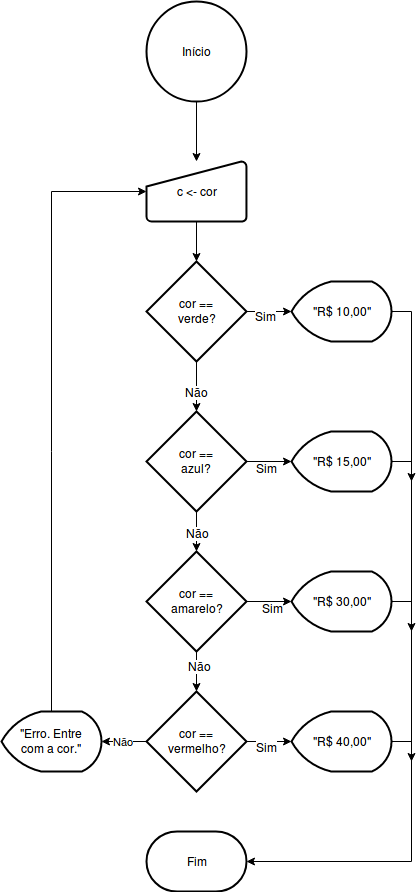 Início
c <- cor
cor ==
verde?
Sim
"R$ 10,00"
Não
cor ==
azul?
Sim
"R$ 15,00"
Não
cor ==
amarelo?
Sim
"R$ 30,00"
Não
cor ==
vermelho?
Sim
"R$ 40,00"
Não
"Erro. Entre
com a cor."
Fim